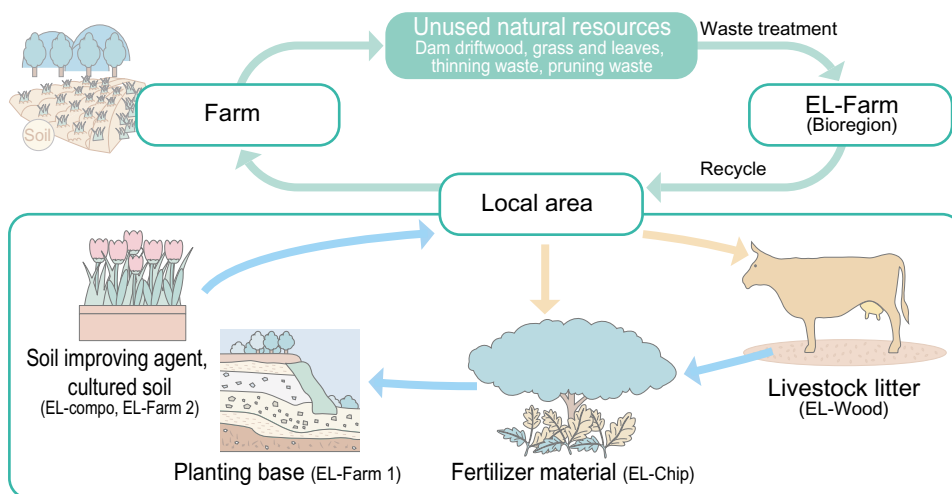 Unused natural resources
Dam driftwood, grass and leaves,
thinning waste, pruning waste
Waste treatment
Soil
Farm
EL-Farm
(Bioregion)
Recycle
Local area
Soil improving agent,
cultured soil
(EL-compo, EL-Farm 2)
Livestock litter
(EL-Wood)
Planting base (EL-Farm 1)
Fertilizer material (EL-Chip)